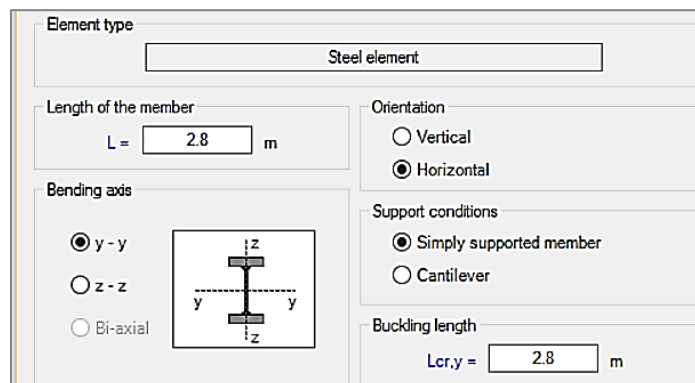 Element type
Steel element
Length of the member
L = 2.8 m
Orientation
Vertical
Horizontal
Bending axis
y - y
z - z
Bi-axial
z
y y
z
Support conditions
Simply supported member
Cantilever
Buckling length
Lcr,y = 2.8 m